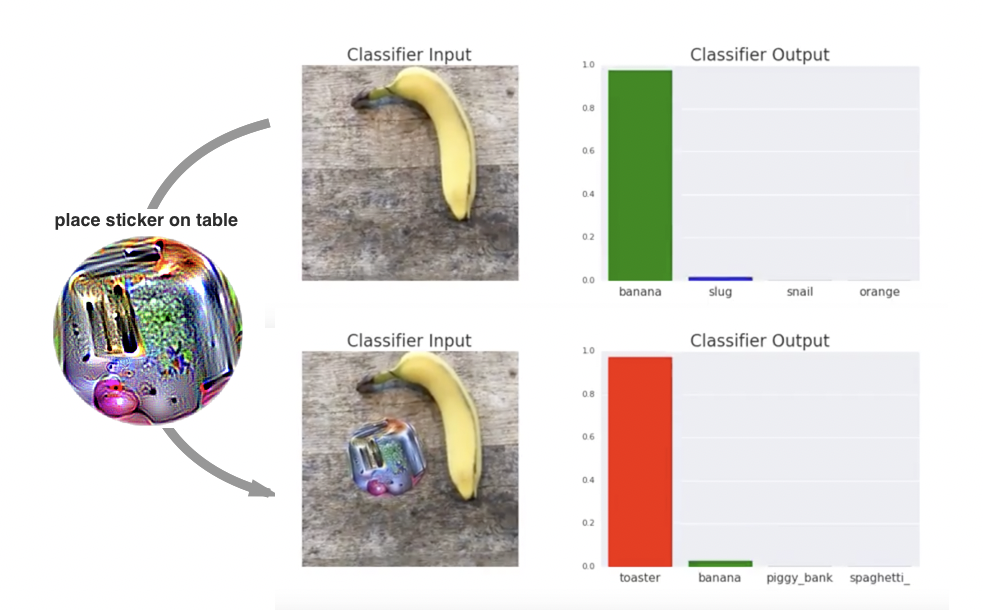 Classifier Input
Classifier Output
1.0
0.8
0.6
0.4
0.2
0.0
banana slug snail orange
place sticker on table
Classifier Input
Classifier Output
1.0
0.8
0.6
0.4
0.2
0.0
toaster banana piggy_bank spaghetti_